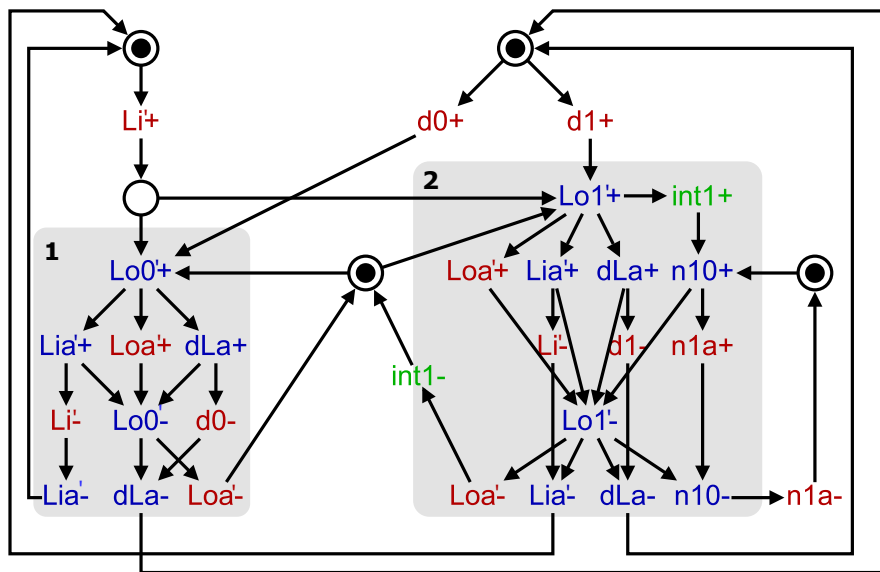 Li'+ d0+ d1+
2 Lo1'+ int1+
1
Lo0'+ Loa'+ Lia'+ dLa+ n10+
Lia'+ Loa'+ dLa+ Li'- d1- n1a+
int1-
Li'- Lo0'- d0- Lo1'-
Lia'- dLa- Loa'- Loa'- Lia'- dLa- n10- n1a-